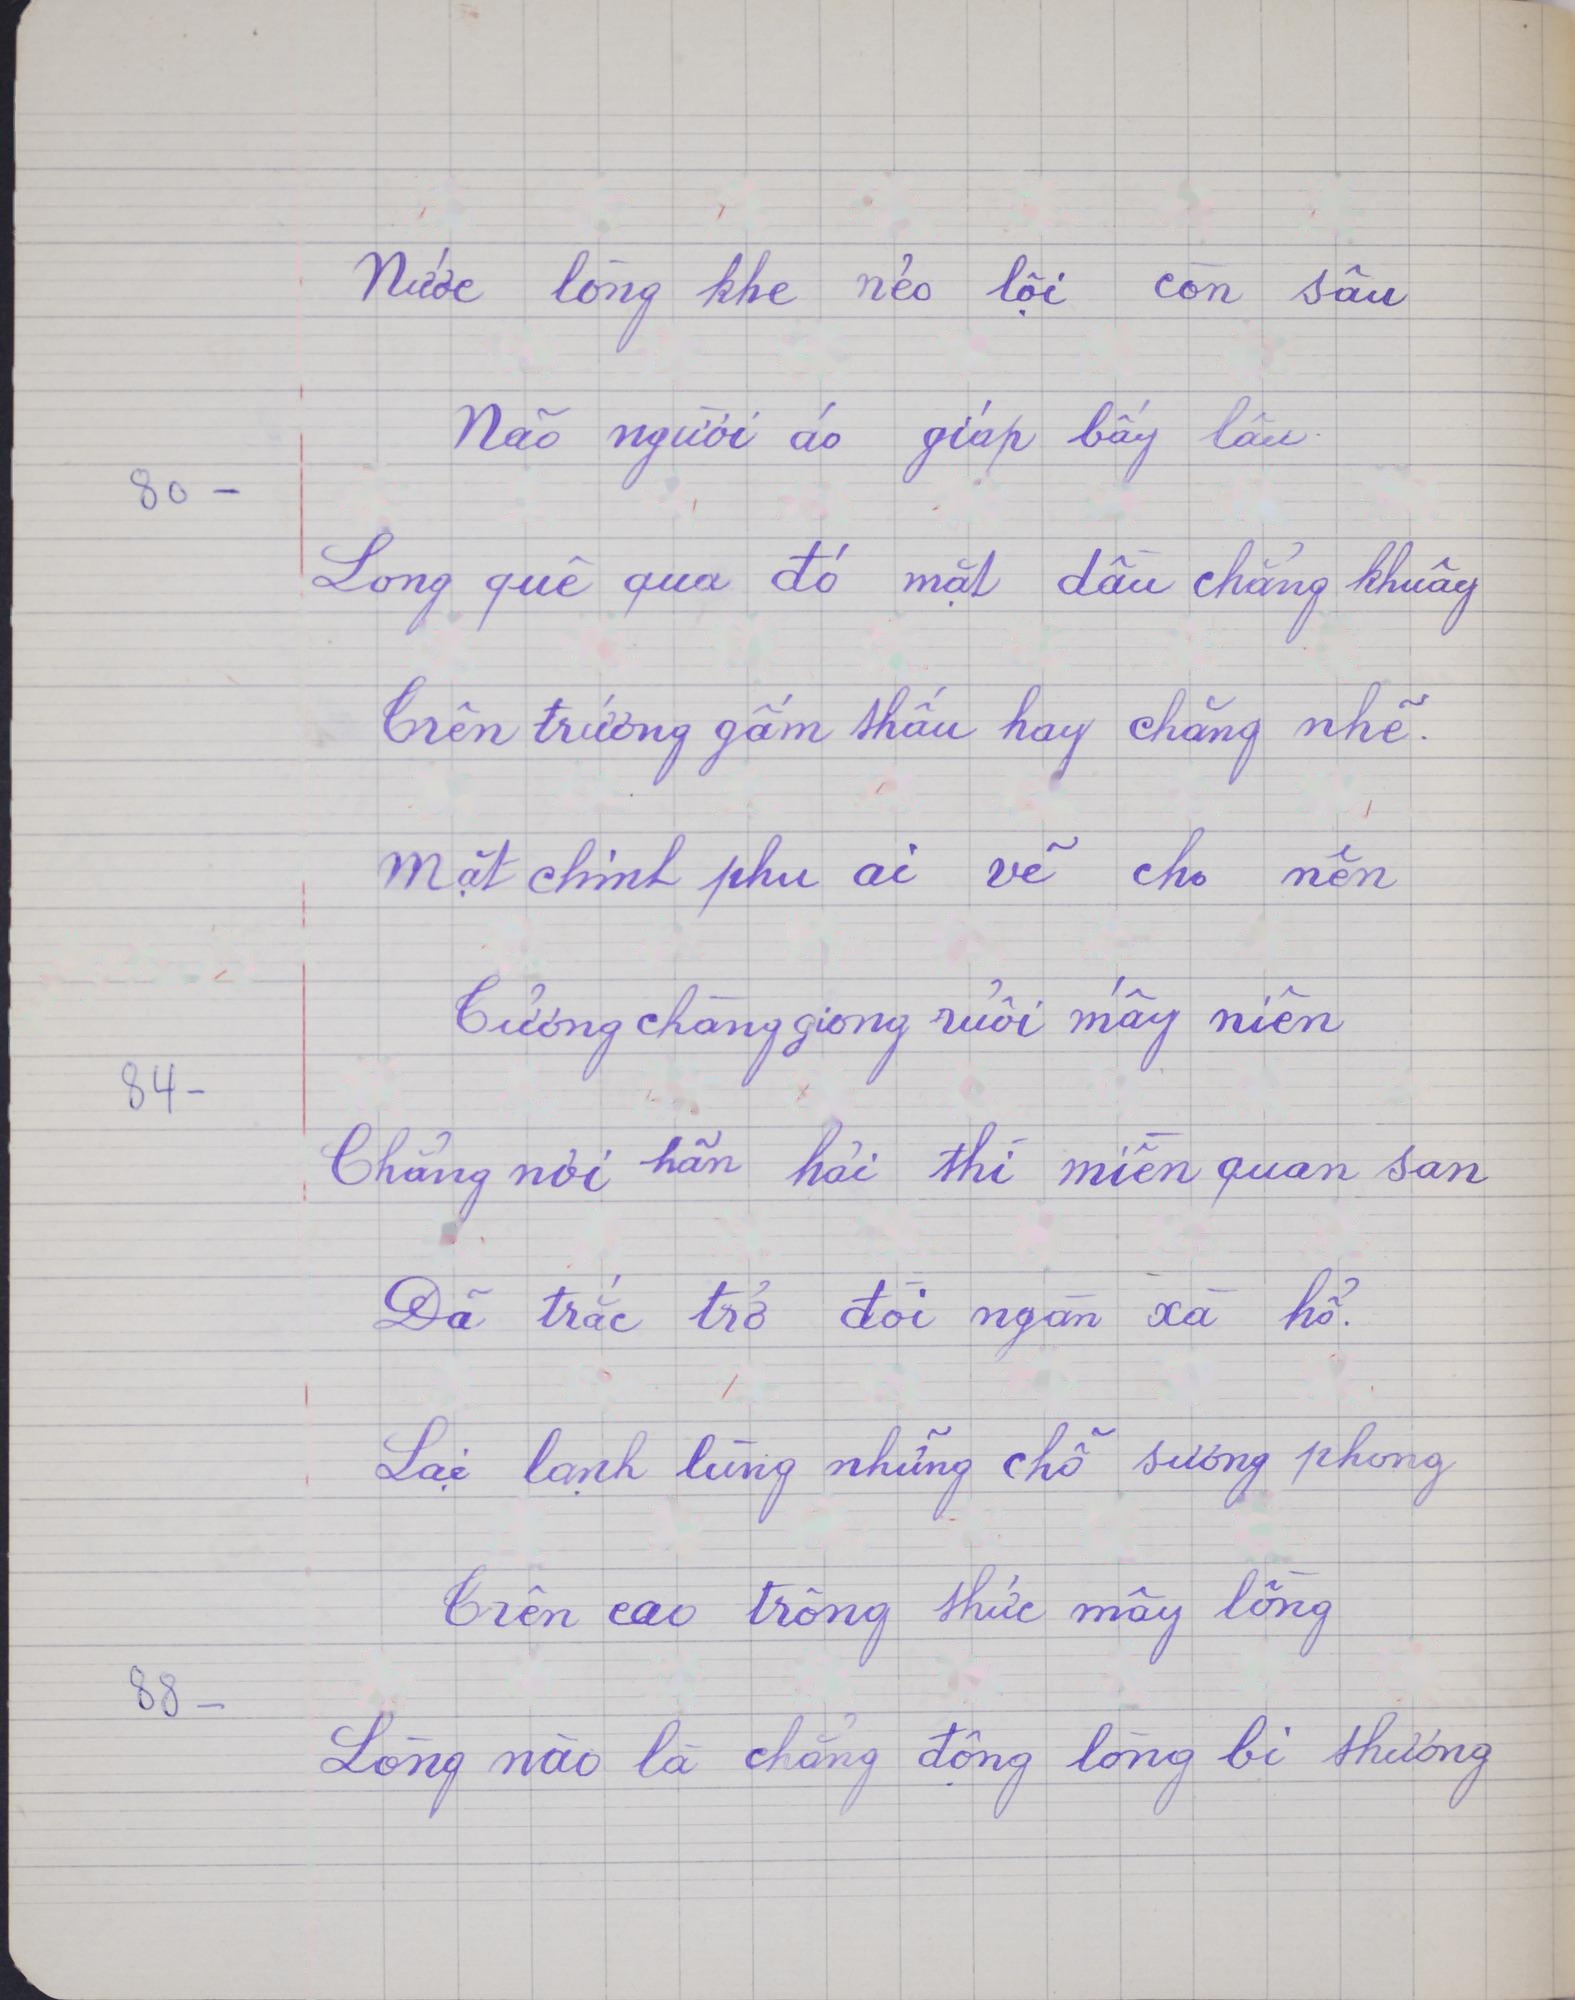 Nước lòng khe nẻo lội còn sâu
Não người áo giáp bấy lâu.
80 -
Lòng quê qua đó mặt dầu chẳng khuây
Trên trướng gấm thấu hay chăng nhẽ.
Mặt chinh phu ai vẽ cho nên
Tưởng chàng giong ruổi mấy niên
84 -
Chẳng nơi hãn hải thì miền quan san
Dã trắc trở đòi ngàn xà hổ.
Lại lạnh lùng những chỗ sương phong
Trên cao trông thức mây lồng
88 -
Lòng nào là chẳng động lòng bi thương